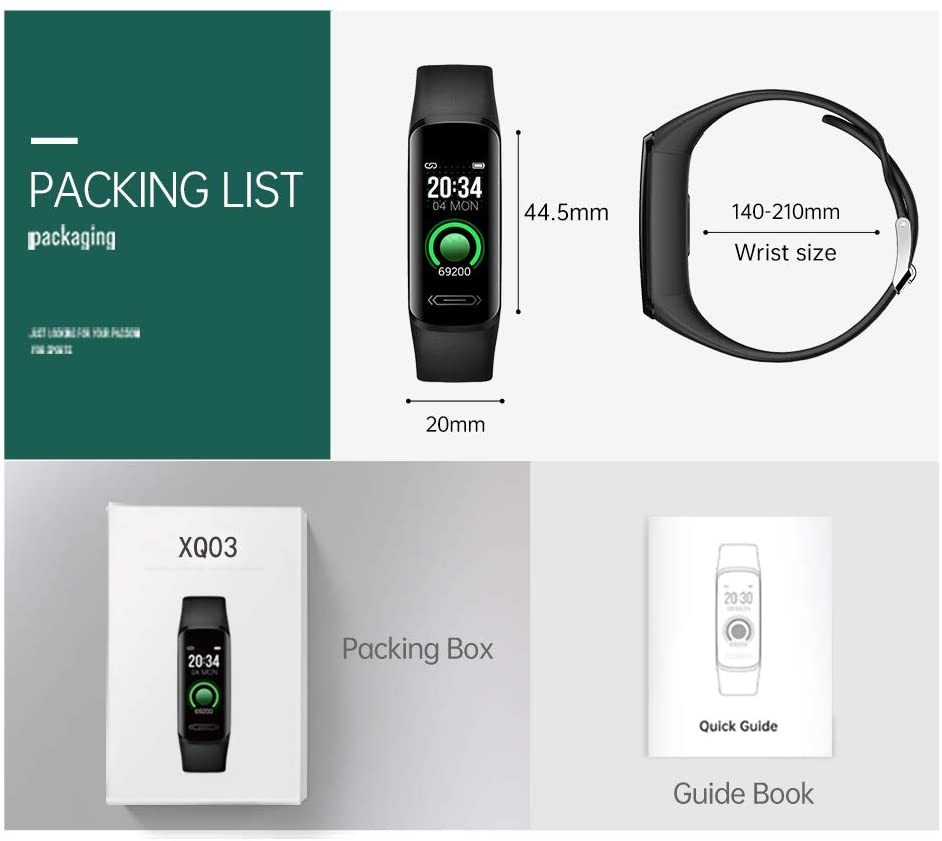 PACKING LIST
packaging
JUST LOOKING FOR YOUR PASSION
FOR SPORTS
20:34
04 MON
69200
44.5mm
20mm
140-210mm
Wrist size
XQ03
20:34
04 MON
69200
Packing Box
20:30
Quick Guide
Guide Book